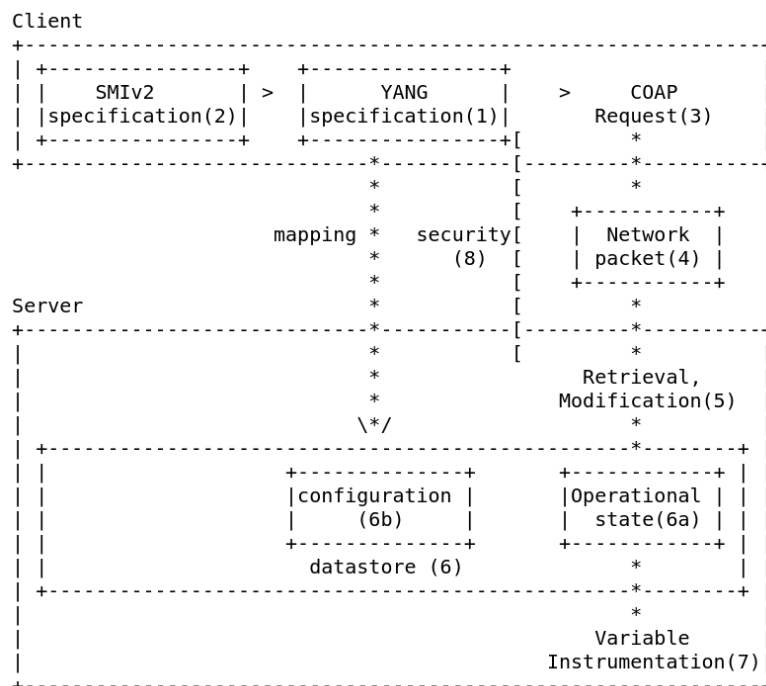 Client
SMIv2 > YANG > COAP
specification(2) specification(1) Request(3)
mapping security Network
(8) packet(4)
Server
Retrieval,
Modification(5)
configuration Operational
(6b) state(6a)
datastore (6)
Variable
Instrumentation(7)